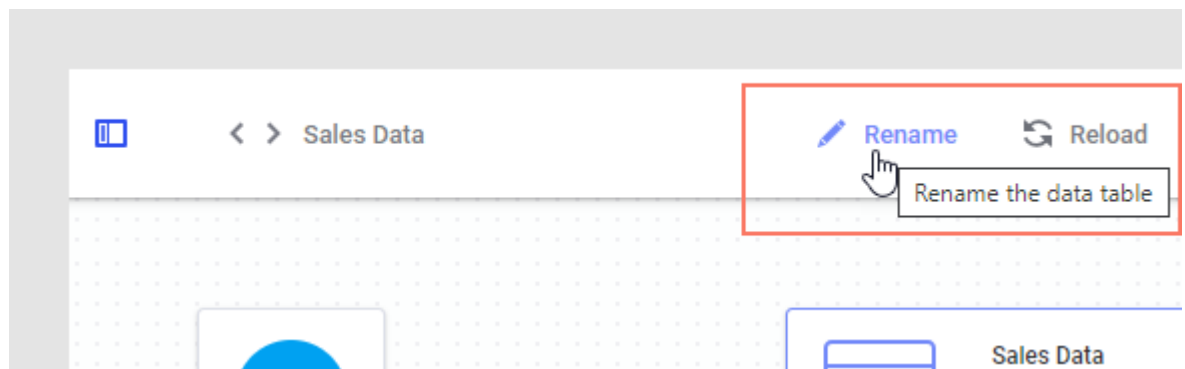 Sales Data
Rename
Reload
Rename the data table
Sales Data